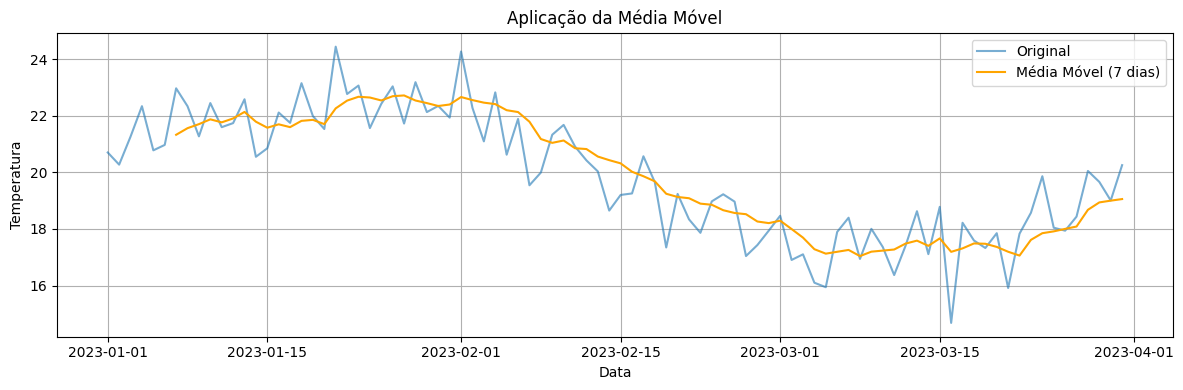 Aplicação da Média Móvel
Original
Média Móvel (7 dias)
Temperatura
24
22
20
18
16
2023-01-01
2023-01-15
2023-02-01
2023-02-15
2023-03-01
2023-03-15
2023-04-01
Data